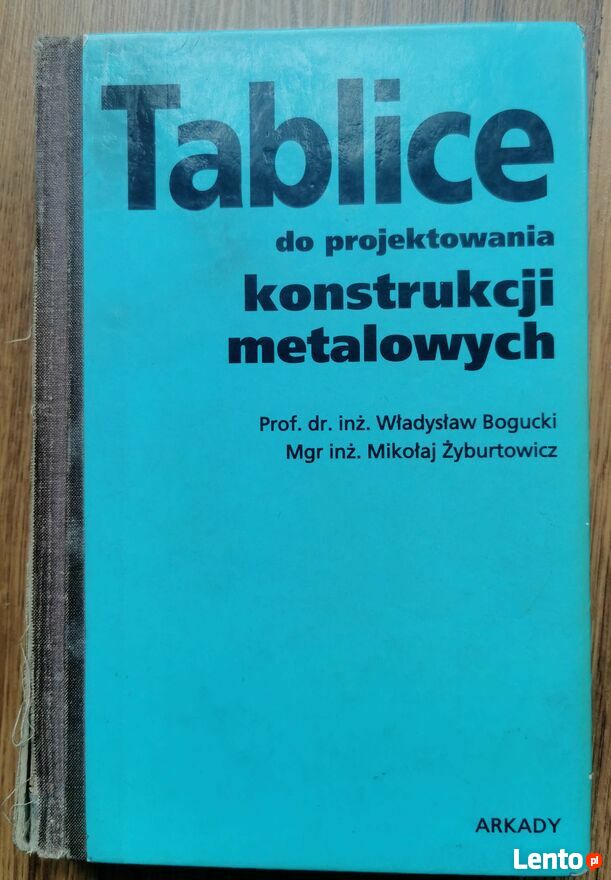 Tablice
do projektowania
konstrukcji
metalowych
Prof. dr. inż. Władysław Bogucki
Mgr inż. Mikołaj Żyburtowicz
ARKADY
Lento.pl